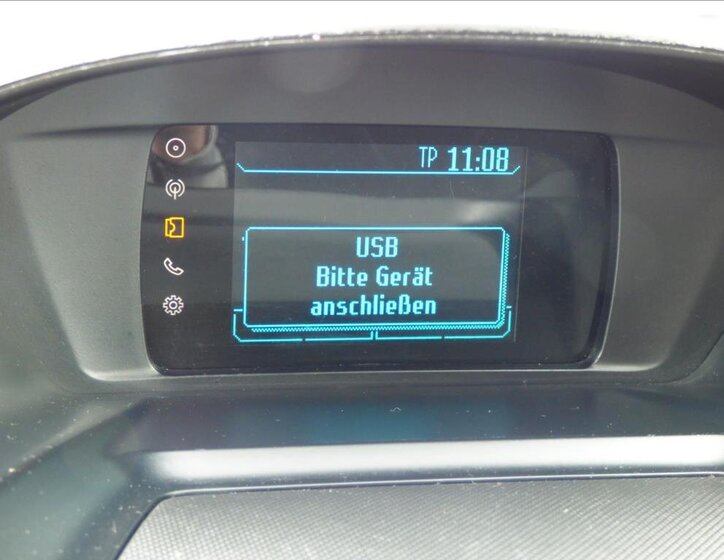 TP 11:08
USB
Bitte Gerät
anschließen